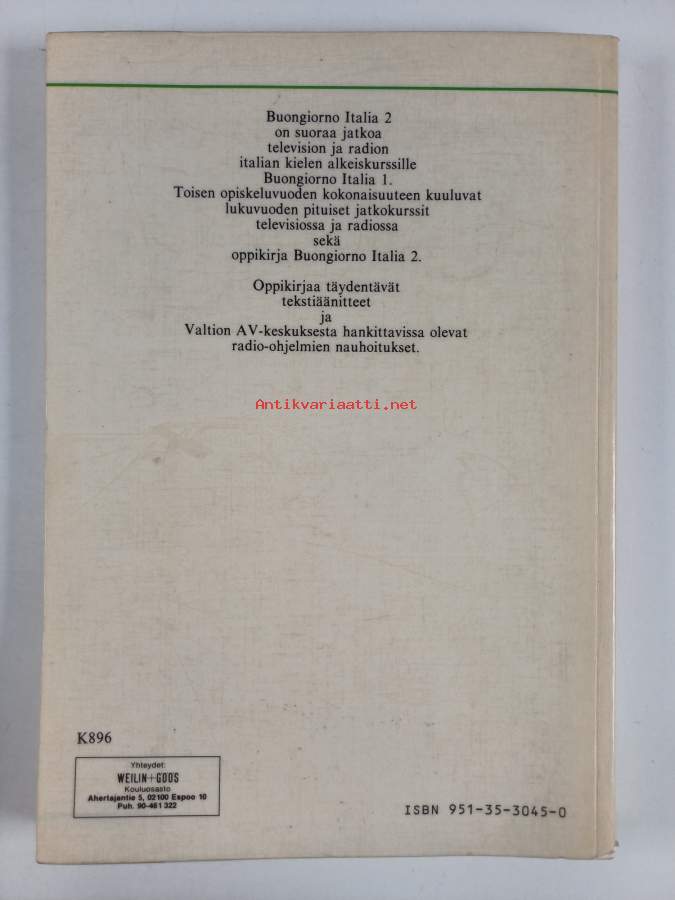 Buongiorno Italia 2
on suoraa jatkoa
television ja radion
italian kielen alkeiskurssille
Buongiorno Italia 1.
Toisen opiskeluvuoden kokonaisuuteen kuuluvat
lukuvuoden pituiset jatkokurssit
televisiossa ja radiossa
sekä
oppikirja Buongiorno Italia 2.
Oppikirjaa täydentävät
tekstiäänitteet
ja
Valtion AV-keskuksesta hankittavissa olevat
radio-ohjelmien nauhoitukset.
Antikvariaatti.net
K896
Yhteydet:
WEILIN+GÖÖS
Kouluosasto
Ahertajantie 5, 02100 Espoo 10
Puh. 90-461 322
ISBN 951-35-3045-0